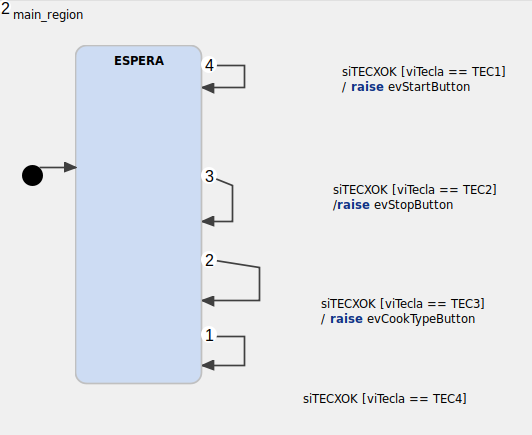 2 main_region
ESPERA
4
siTECXOK [viTecla == TEC1]
/ raise evStartButton
3
siTECXOK [viTecla == TEC2]
/raise evStopButton
2
siTECXOK [viTecla == TEC3]
/ raise evCookTypeButton
1
siTECXOK [viTecla == TEC4]